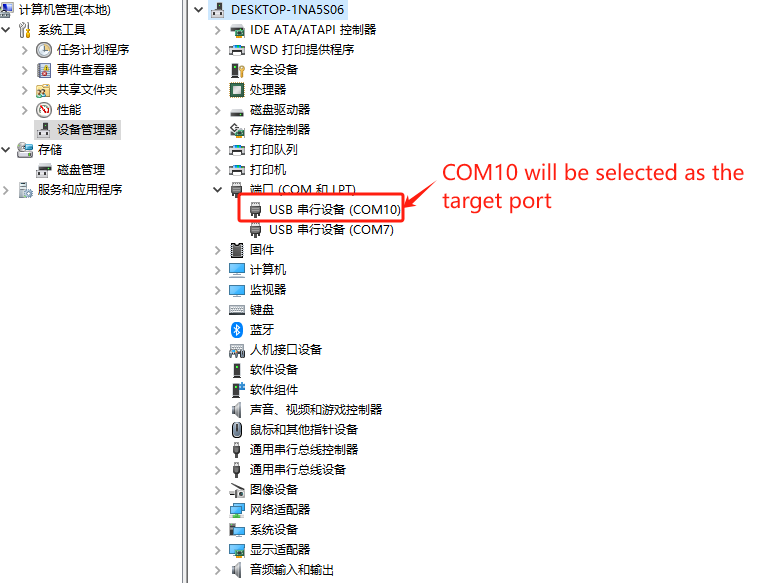 计算机管理(本地)
系统工具
任务计划程序
事件查看器
共享文件夹
性能
设备管理器
存储
磁盘管理
服务和应用程序
DESKTOP-1NA5S06
IDE ATA/ATAPI 控制器
WSD 打印提供程序
安全设备
处理器
磁盘驱动器
存储控制器
打印队列
打印机
端口 (COM 和 LPT)
USB 串行设备 (COM10)
USB 串行设备 (COM7)
固件
计算机
监视器
键盘
蓝牙
人机接口设备
软件设备
软件组件
声音、视频和游戏控制器
鼠标和其他指针设备
通用串行总线控制器
通用串行总线设备
图像设备
网络适配器
系统设备
显示适配器
音频输入和输出
COM10 will be selected as the
target port